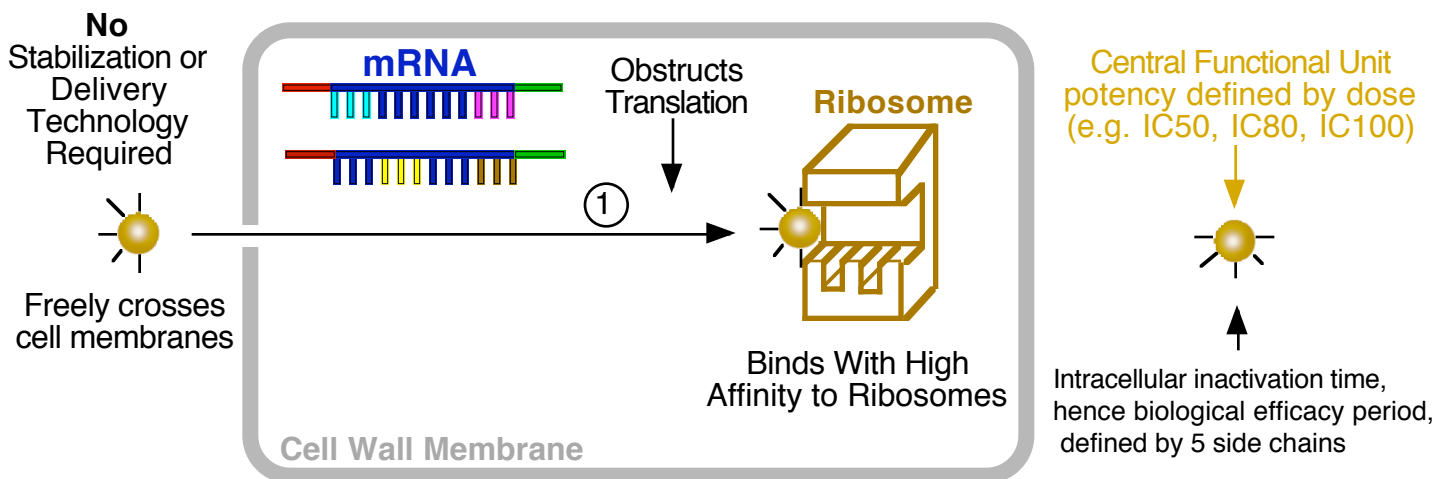 No
Stabilization or
Delivery
Technology
Required
Freely crosses
cell membranes
mRNA
Obstructs
Translation
1
Ribosome
Binds With High
Affinity to Ribosomes
Cell Wall Membrane
Central Functional Unit
potency defined by dose
(e.g. IC50, IC80, IC100)
Intracellular inactivation time,
hence biological efficacy period,
defined by 5 side chains